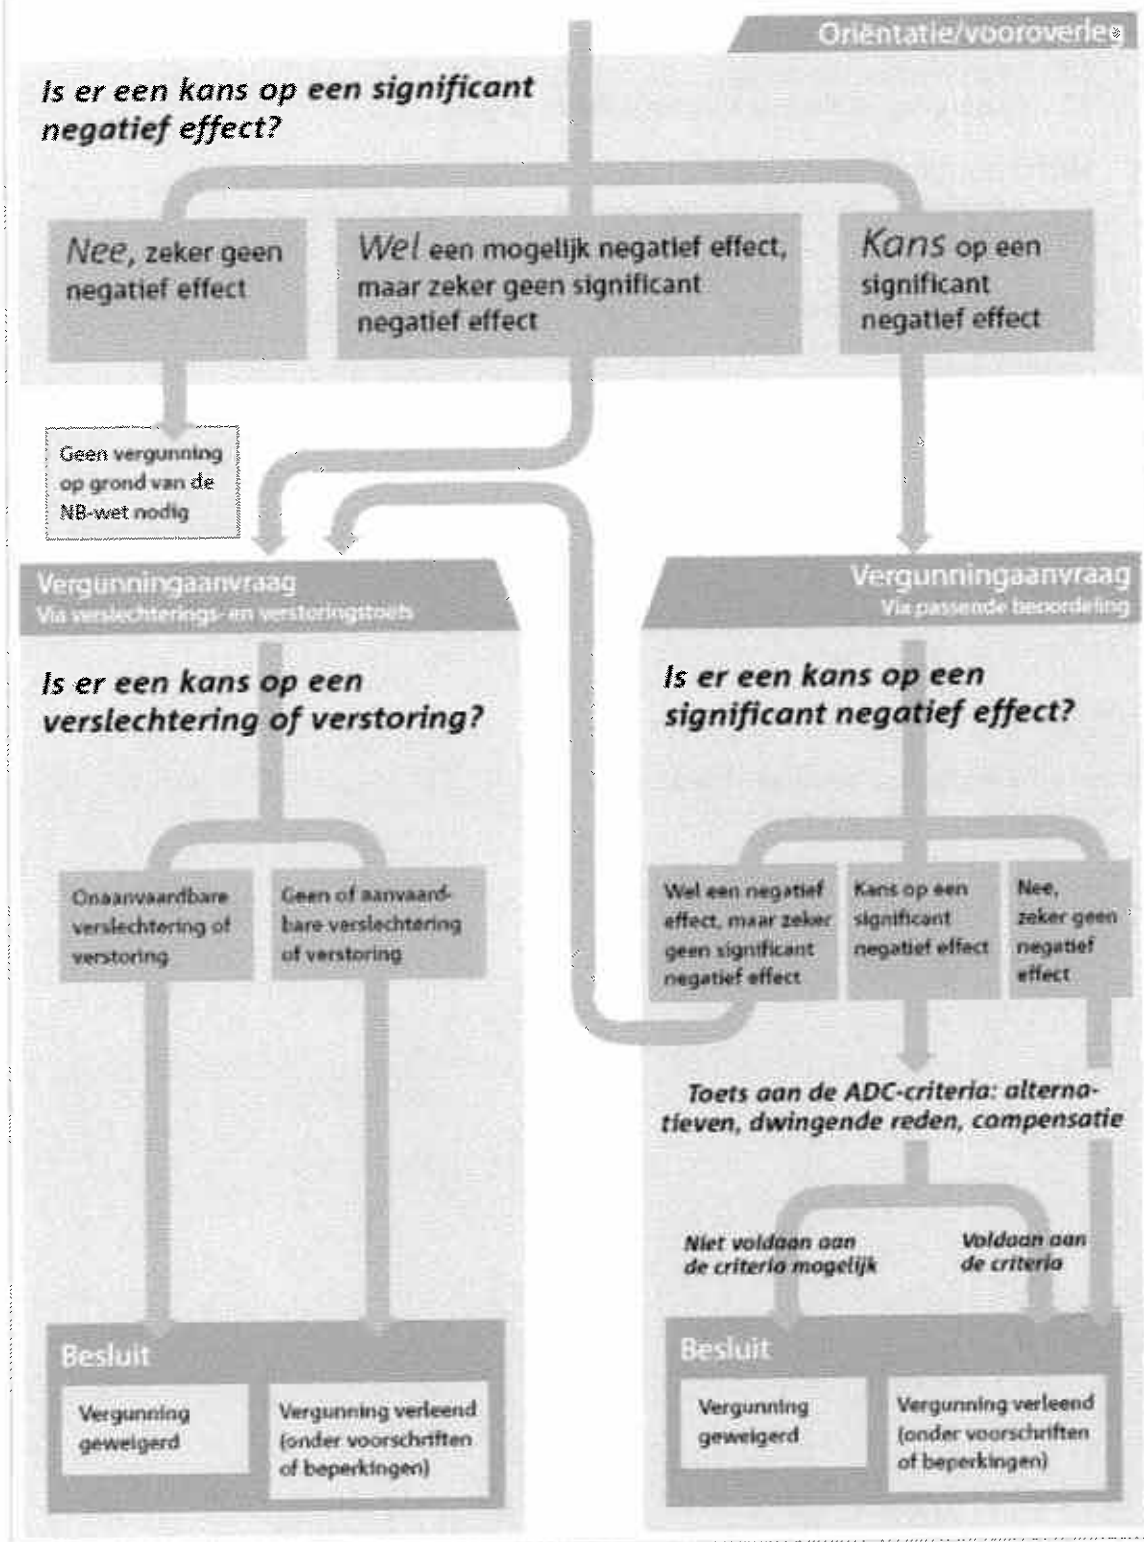 Oriëntatie/vooroverleg
Is er een kans op een significant
negatief effect?
Nee, zeker geen
negatief effect
Wel een mogelijk negatief effect,
maar zeker geen significant
negatief effect
Kans op een
significant
negatief effect
Geen vergunning
op grond van de
NB-wet nodig
Vergunningaanvraag
Via verslechterings- en verstoringstoets
Is er een kans op een
verslechtering of verstoring?
Onaanvaardbare
verslechtering of
verstoring
Geen of aanvaard-
bare verslechtering
of verstoring
Besluit
Vergunning
geweigerd
Vergunning verleend
(onder voorschriften
of beperkingen)
Vergunningaanvraag
Via passende beoordeling
Is er een kans op een
significant negatief effect?
Wel een negatief
effect, maar zeker
geen significant
negatief effect
Kans op een
significant
negatief effect
Nee,
zeker geen
negatief
effect
Toets aan de ADC-criteria: alterna-
tieven, dwingende reden, compensatie
Niet voldaan aan
de criteria mogelijk
Voldaan aan
de criteria
Besluit
Vergunning
geweigerd
Vergunning verleend
(onder voorschriften
of beperkingen)